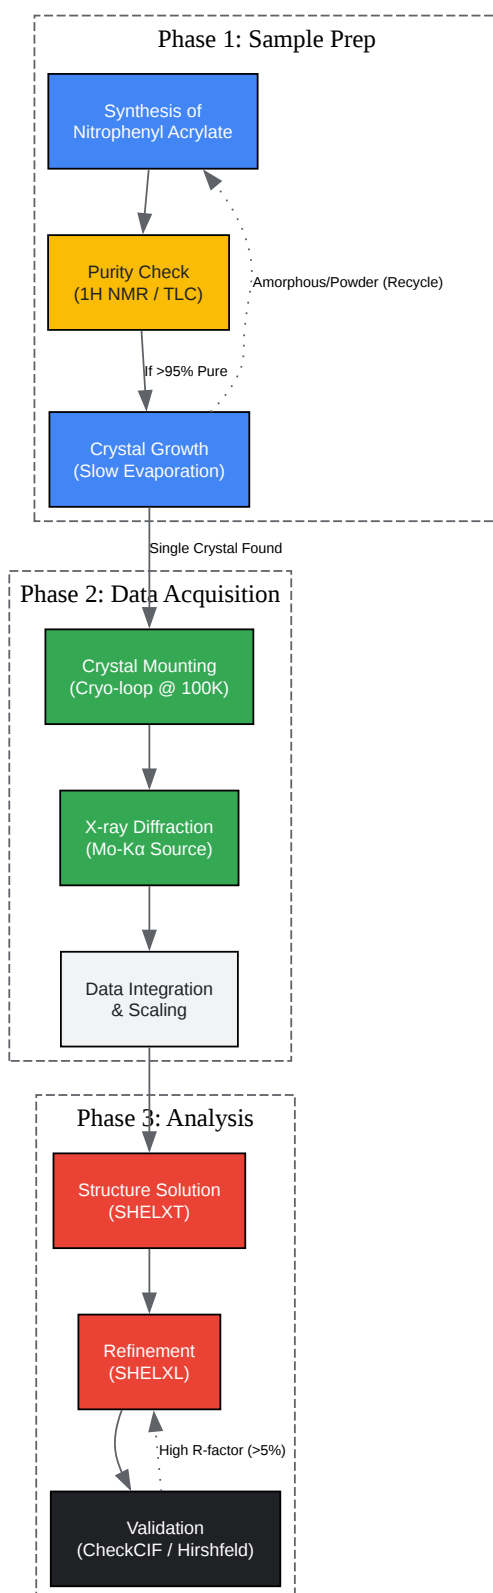 Phase 1: Sample Prep
Synthesis of
Nitrophenyl Acrylate
Purity Check
(1H NMR / TLC)
Amorphous/Powder (Recycle)
If >95% Pure
Crystal Growth
(Slow Evaporation)
Single Crystal Found
Phase 2: Data Acquisition
Crystal Mounting
(Cryo-loop @ 100K)
X-ray Diffraction
(Mo-Kα Source)
Data Integration
& Scaling
Phase 3: Analysis
Structure Solution
(SHELXT)
Refinement
(SHELXL)
High R-factor (>5%)
Validation
(CheckCIF / Hirshfeld)